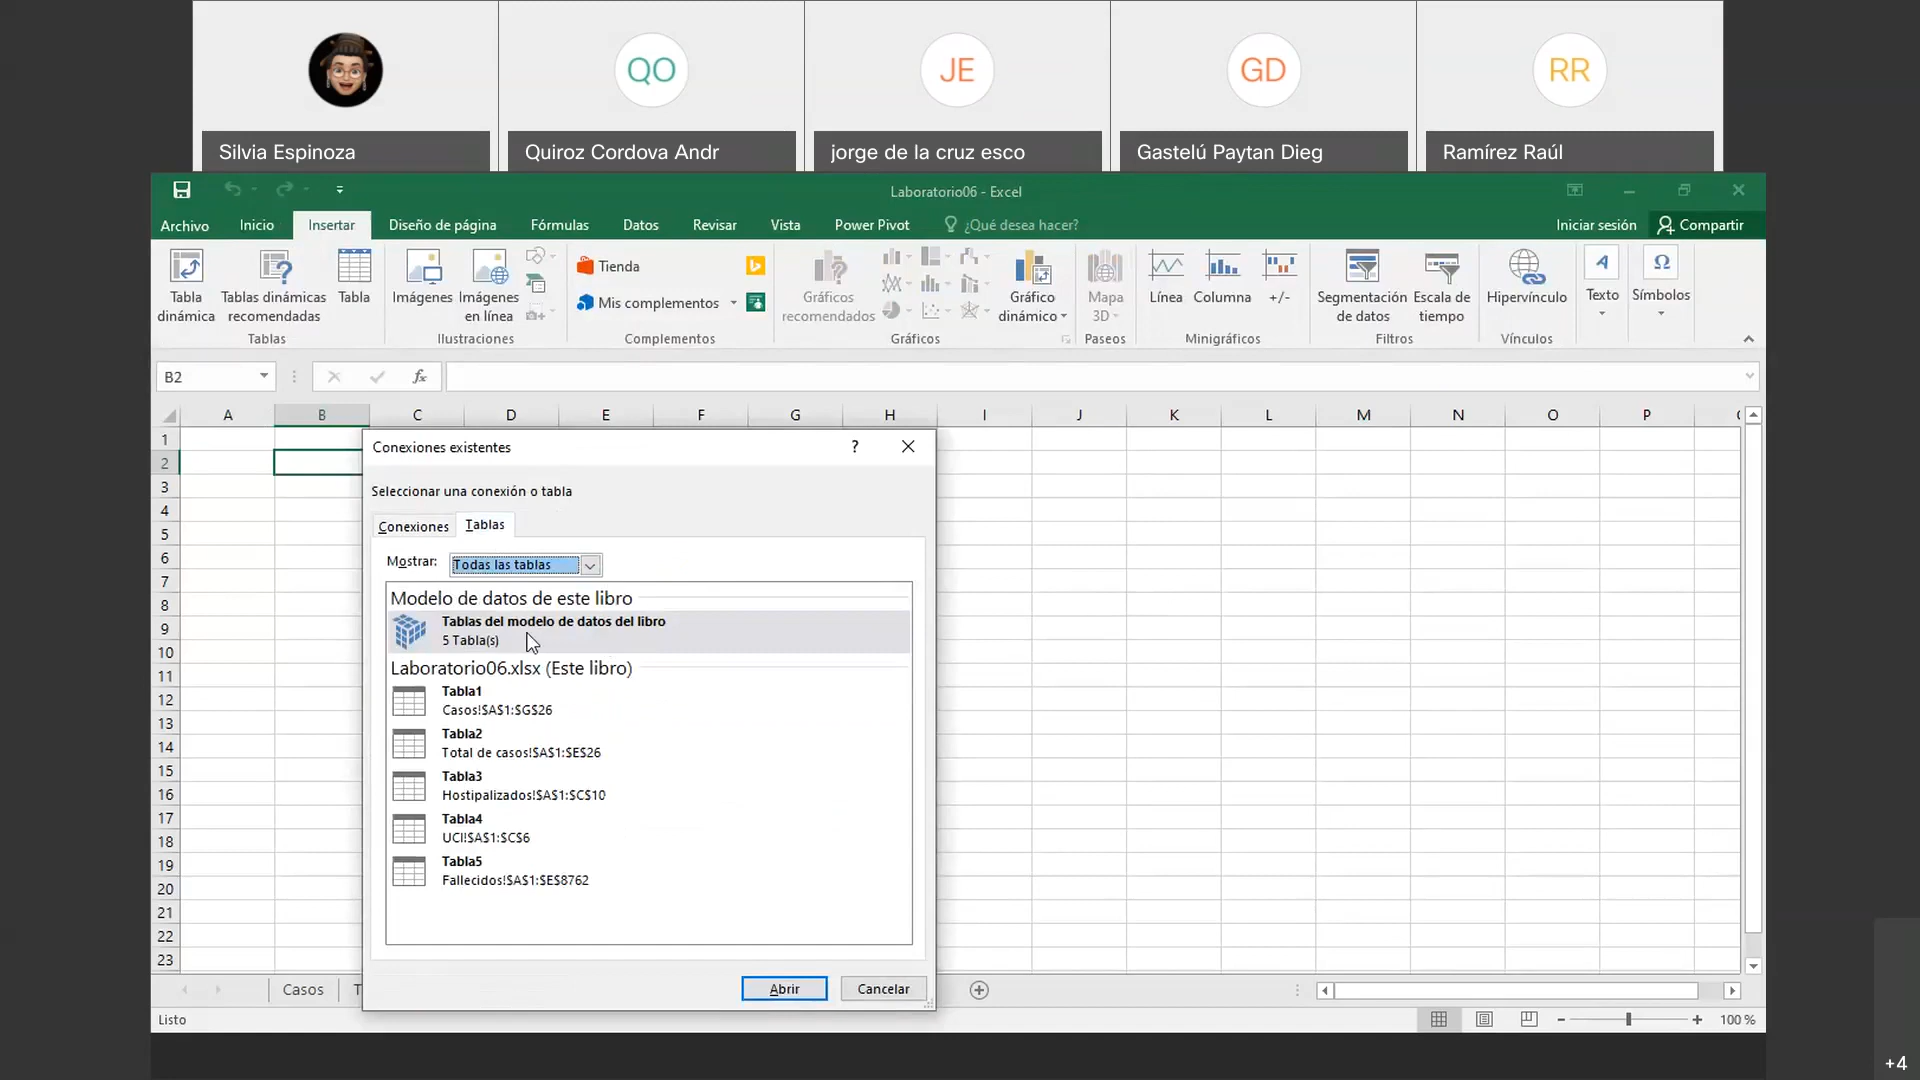 QO
JE
GD
RR
Silvia Espinoza
Quiroz Cordova Andr
jorge de la cruz esco
Gastelú Paytan Dieg
Ramírez Raúl
Laboratorio06 - Excel
Archivo
Inicio
Insertar
Diseño de página
Fórmulas
Datos
Revisar
Vista
Power Pivot
¿Qué desea hacer?
Iniciar sesión
Compartir
Tabla dinámica
Tablas dinámicas recomendadas
Tabla
Imágenes
Imágenes en línea
Tienda
Mis complementos
Gráficos recomendados
Gráfico dinámico
Mapa 3D
Línea
Columna
+/-
Segmentación de datos
Escala de tiempo
Hipervínculo
Texto
Símbolos
Tablas
Ilustraciones
Complementos
Gráficos
Paseos
Minigráficos
Filtros
Vínculos
B2
fx
A B C D E F G H I J K L M N O P
1
2
3
4
5
6
7
8
9
10
11
12
13
14
15
16
17
18
19
20
21
22
23
Conexiones existentes
?
Seleccionar una conexión o tabla
Conexiones
Tablas
Mostrar:
Todas las tablas
Modelo de datos de este libro
Tablas del modelo de datos del libro
5 Tabla(s)
Laboratorio06.xlsx (Este libro)
Tabla1
Casos!$A$1:$G$26
Tabla2
Total de casos!$A$1:$E$26
Tabla3
Hostipalizados!$A$1:$C$10
Tabla4
UCI!$A$1:$C$6
Tabla5
Fallecidos!$A$1:$E$8762
Abrir
Cancelar
Casos
T
Listo
100 %
+4